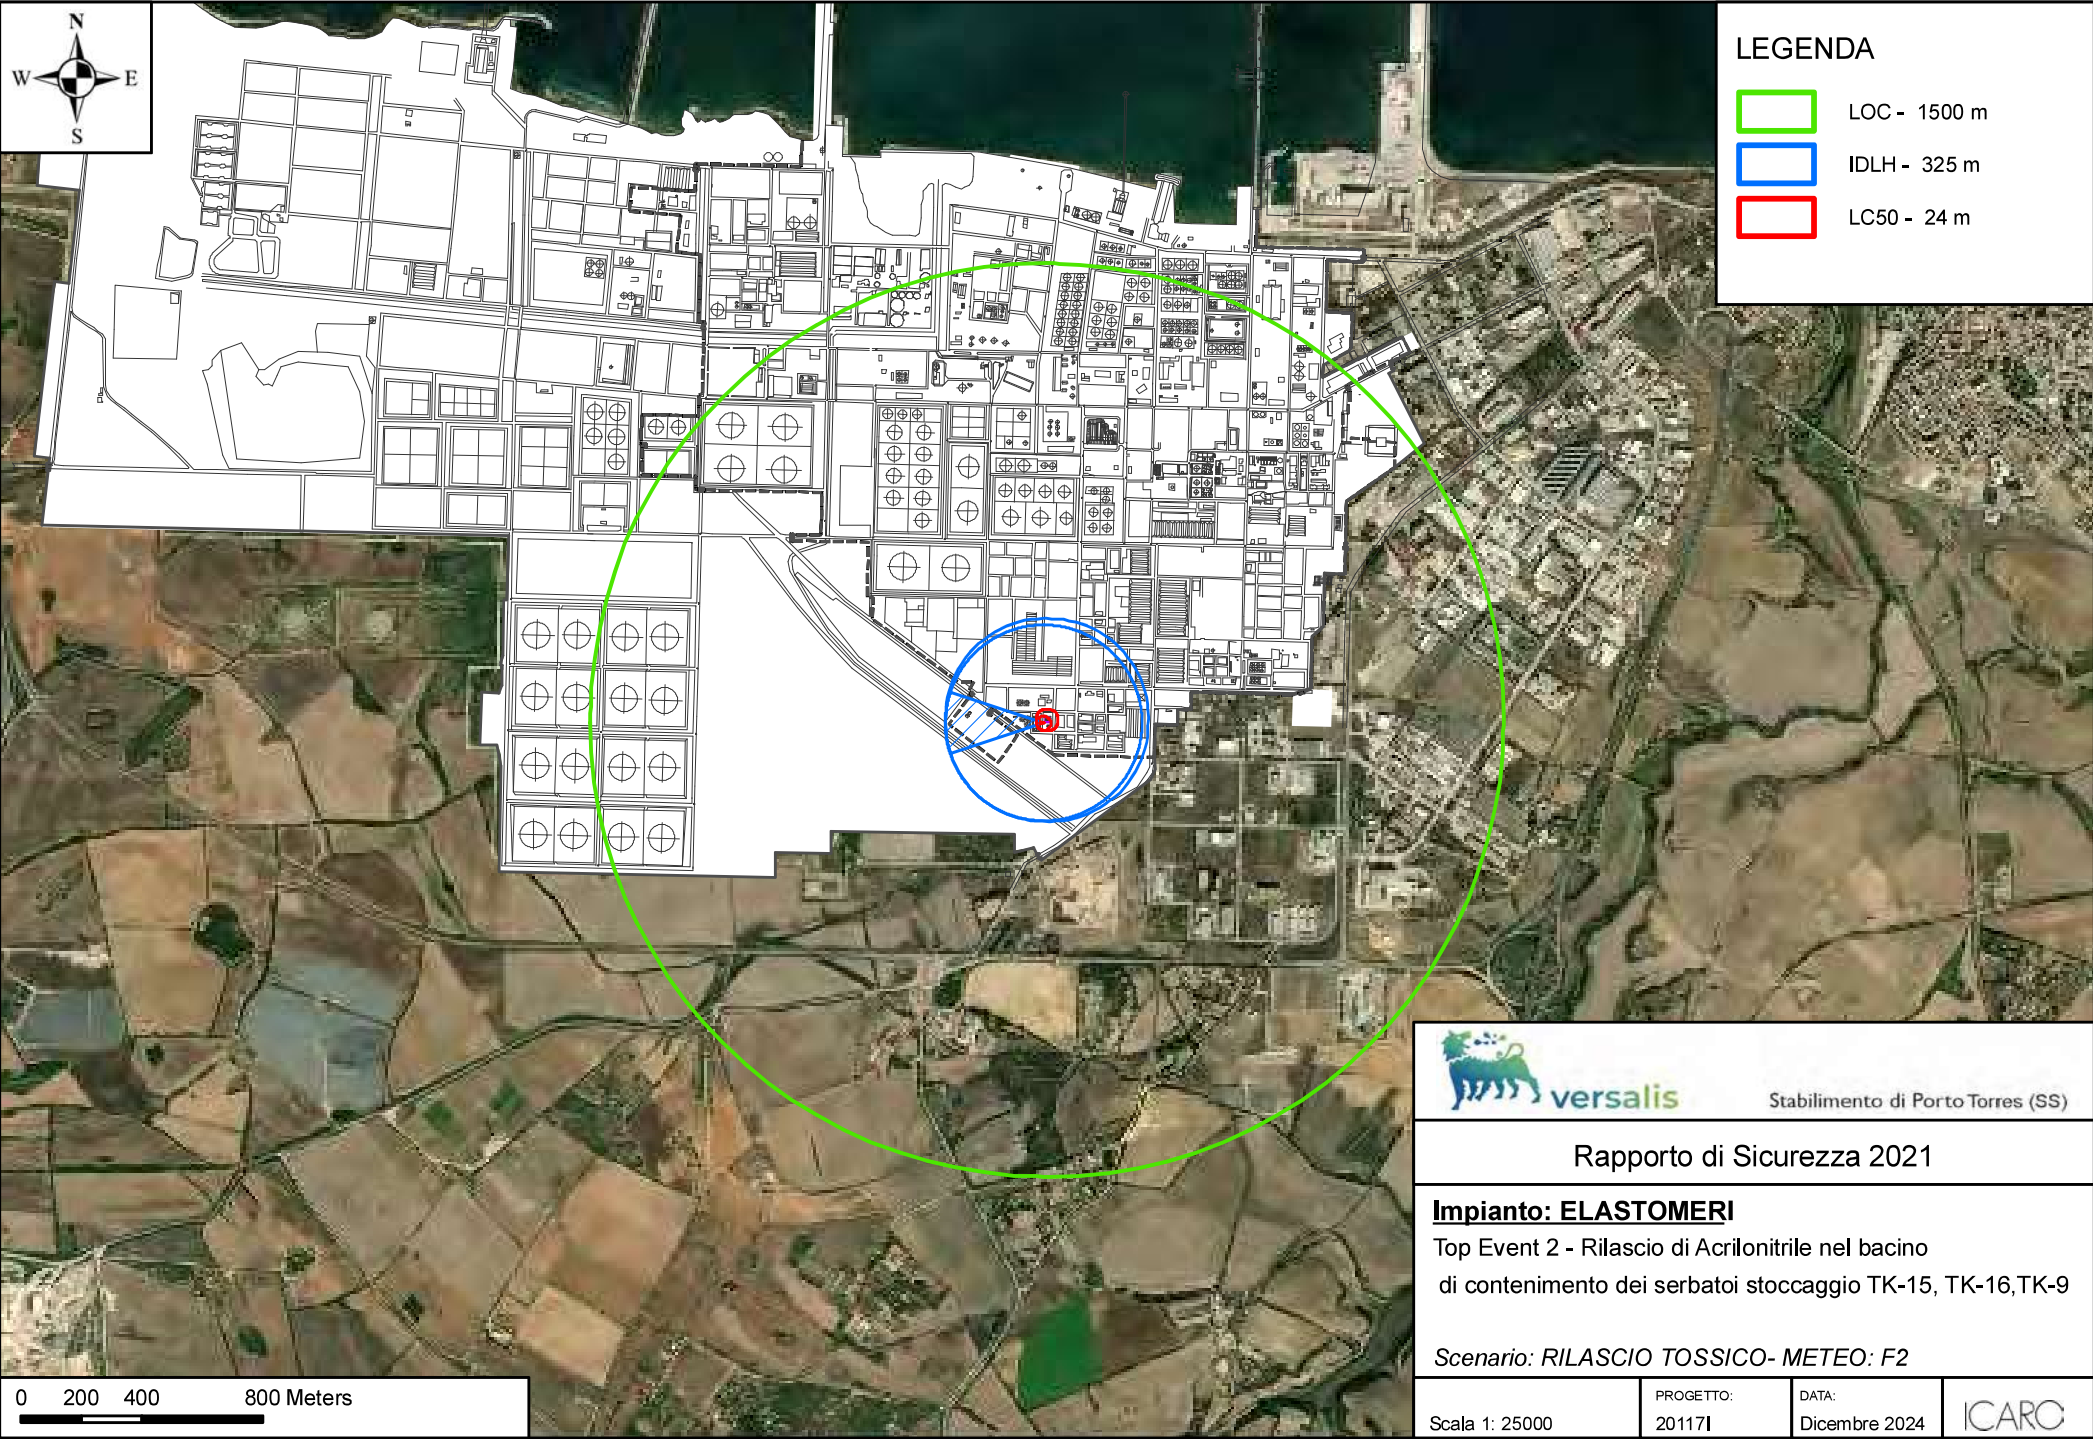 N
W E
S
LEGENDA
LOC - 1500 m
IDLH - 325 m
LC50 - 24 m
versalis
Stabilimento di Porto Torres (SS)
Rapporto di Sicurezza 2021
Impianto: ELASTOMERI
Top Event 2 - Rilascio di Acrilonitrile nel bacino
di contenimento dei serbatoi stoccaggio TK-15, TK-16,TK-9
Scenario: RILASCIO TOSSICO- METEO: F2
Scala 1: 25000
PROGETTO:
20117I
DATA:
Dicembre 2024
ICARO
0 200 400 800 Meters